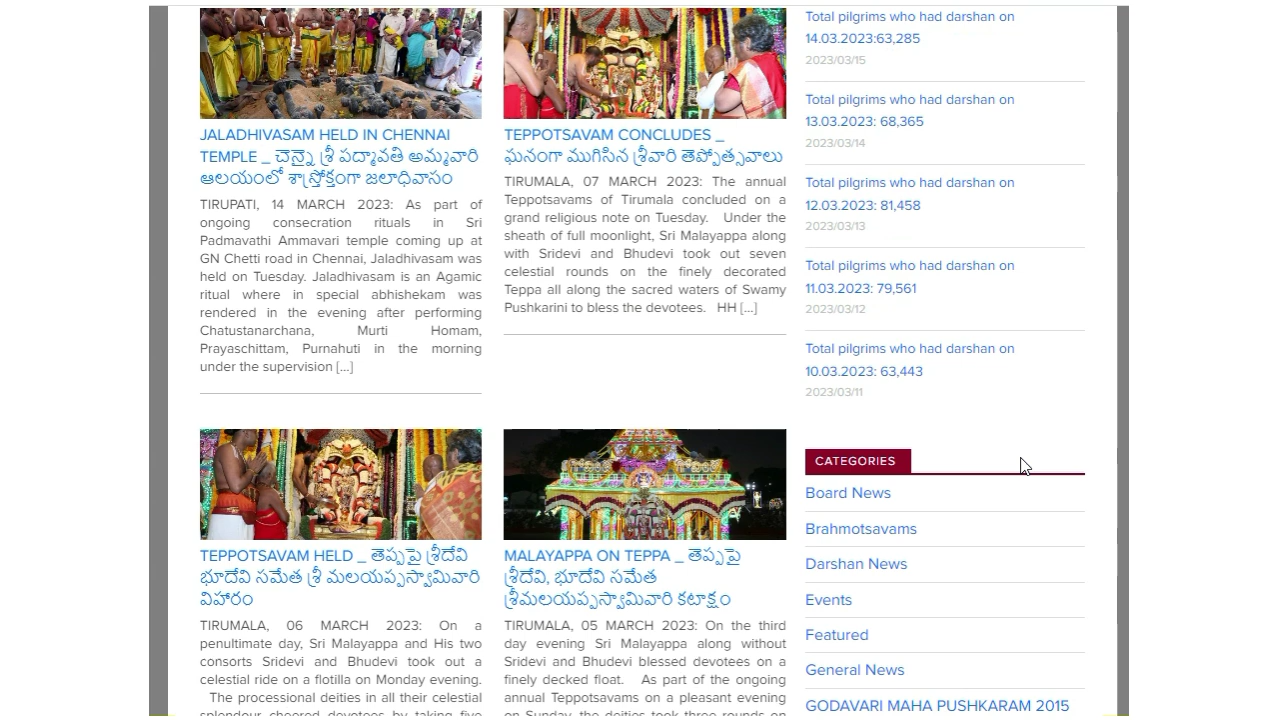 JALADHIVASAM HELD IN CHENNAI
TEMPLE _ చెన్నై శ్రీ పద్మావతి అమ్మవారి
ఆలయంలో శాస్త్రోక్తంగా జలాధివాసం
TIRUPATI, 14 MARCH 2023: As part of
ongoing consecration rituals in Sri
Padmavathi Ammavari temple coming up at
GN Chetti road in Chennai, Jaladhivasam was
held on Tuesday. Jaladhivasam is an Agamic
ritual where in special abhishekam was
rendered in the evening after performing
Chatustanarchana, Murti Homam,
Prayaschittam, Purnahuti in the morning
under the supervision [...]
TEPPOTSAVAM CONCLUDES _
ఘనంగా ముగిసిన శ్రీవారి తెప్పోత్సవాలు
TIRUMALA, 07 MARCH 2023: The annual
Teppotsavams of Tirumala concluded on a
grand religious note on Tuesday. Under the
sheath of full moonlight, Sri Malayappa along
with Sridevi and Bhudevi took out seven
celestial rounds on the finely decorated
Teppa all along the sacred waters of Swamy
Pushkarini to bless the devotees. HH [...]
TEPPOTSAVAM HELD _ తెప్పపై శ్రీదేవి
భూదేవి సమేత శ్రీ మలయప్పస్వామివారి
విహారం
TIRUMALA, 06 MARCH 2023: On a
penultimate day, Sri Malayappa and His two
consorts Sridevi and Bhudevi took out a
celestial ride on a flotilla on Monday evening.
The processional deities in all their celestial
splendour cheered devotees by taking five
MALAYAPPA ON TEPPA _ తెప్పపై
శ్రీదేవి, భూదేవి సమేత
శ్రీమలయప్పస్వామివారి కటాక్షం
TIRUMALA, 05 MARCH 2023: On the third
day evening Sri Malayappa along without
Sridevi and Bhudevi blessed devotees on a
finely decked float. As part of the ongoing
annual Teppotsavams on a pleasant evening
on Sunday, the deities took three rounds on
Total pilgrims who had darshan on
14.03.2023:63,285
2023/03/15
Total pilgrims who had darshan on
13.03.2023: 68,365
2023/03/14
Total pilgrims who had darshan on
12.03.2023: 81,458
2023/03/13
Total pilgrims who had darshan on
11.03.2023: 79,561
2023/03/12
Total pilgrims who had darshan on
10.03.2023: 63,443
2023/03/11
CATEGORIES
Board News
Brahmotsavams
Darshan News
Events
Featured
General News
GODAVARI MAHA PUSHKARAM 2015